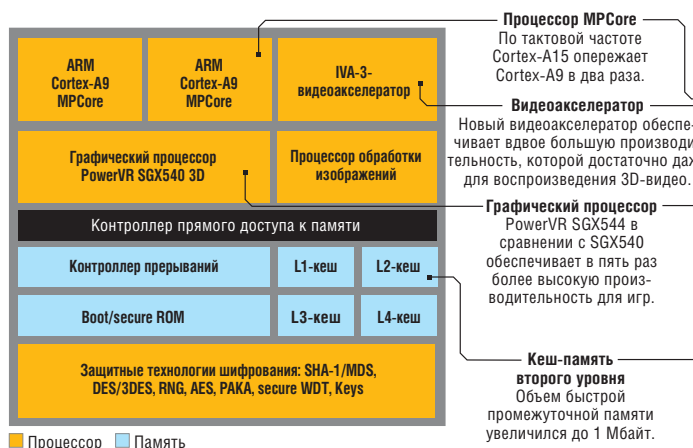 ARM
Cortex-A9
MPCore
ARM
Cortex-A9
MPCore
IVA-3-
видеоакселератор
Графический процессор
PowerVR SGX540 3D
Процессор обработки
изображений
Контроллер прямого доступа к памяти
Контроллер прерываний
L1-кеш
L2-кеш
Boot/secure ROM
L3-кеш
L4-кеш
Защитные технологии шифрования: SHA-1/MDS,
DES/3DES, RNG, AES, PAKA, secure WDT, Keys
Процессор
Память
Процессор MPCore
По тактовой частоте
Cortex-A15 опережает
Cortex-A9 в два раза.
Видеоакселератор
Новый видеоакселератор обеспе-
чивает вдвое большую производи
тельность, которой достаточно
для воспроизведения 3D-видео.
Графический процессор
PowerVR SGX544 в
сравнении с SGX540
обеспечивает в пять раз
более высокую произ-
водительность для игр.
Кеш-память
второго уровня
Объем быстрой
промежуточной памяти
увеличился до 1 Мбайт.